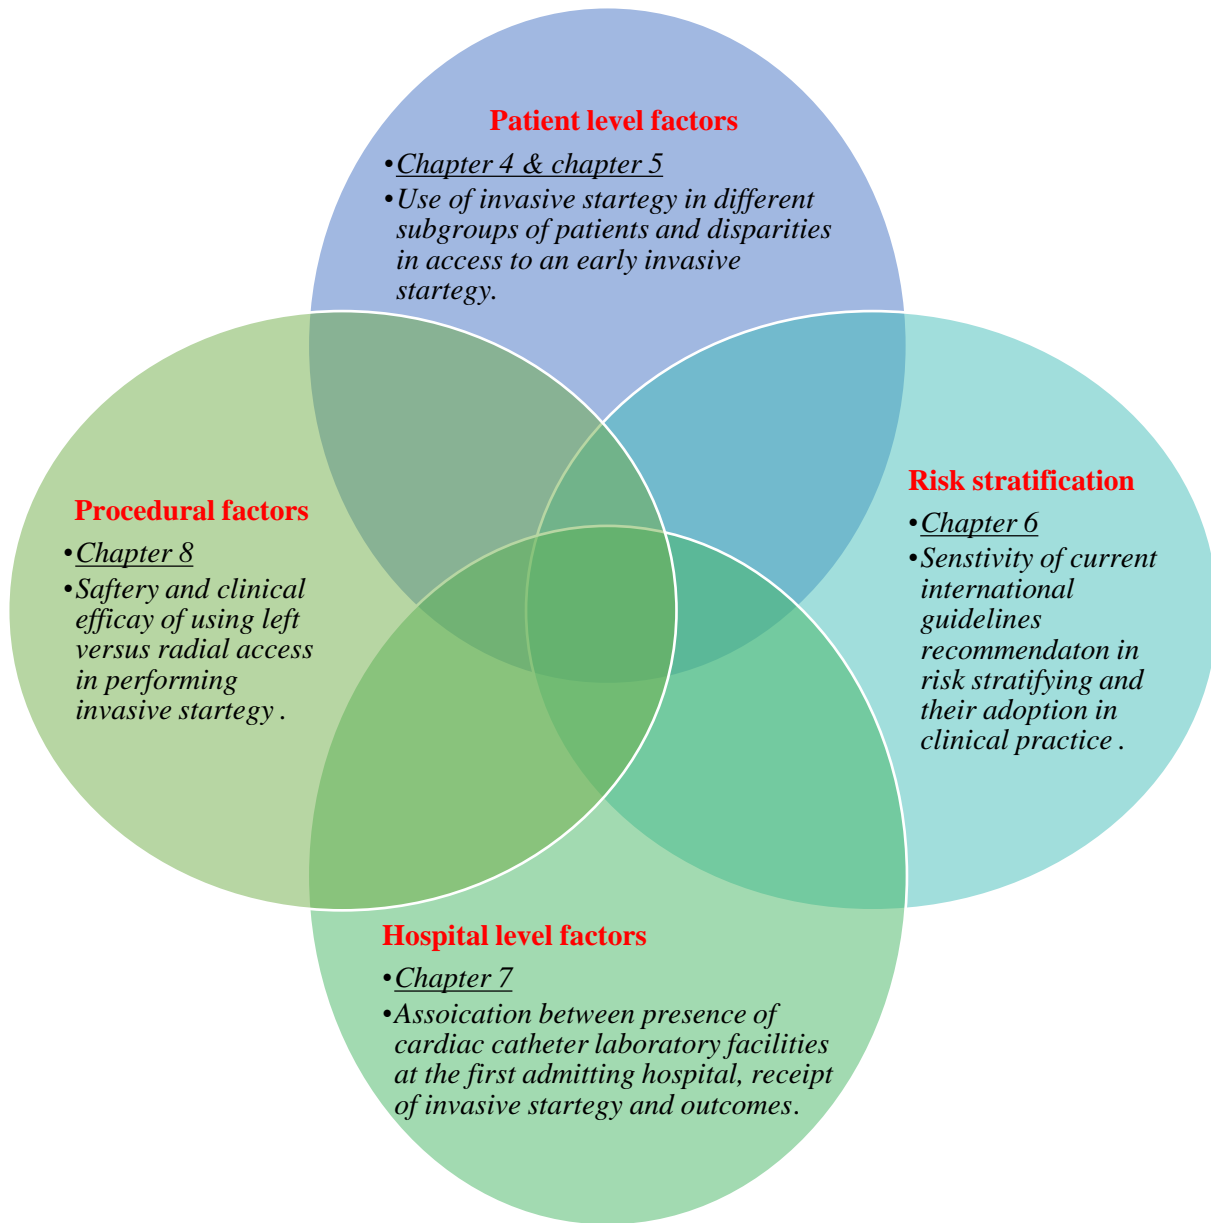 Patient level factors
•Chapter 4 & chapter 5
•Use of invasive startegy in different
subgroups of patients and disparities
in access to an early invasive
startegy.
Procedural factors
•Chapter 8
•Saftery and clinical
efficay of using left
versus radial access
in performing
invasive startegy .
Risk stratification
•Chapter 6
•Senstivity of current
international
guidelines
recommendaton in
risk stratifying and
their adoption in
clinical practice .
Hospital level factors
•Chapter 7
•Assoication between presence of
cardiac catheter laboratory facilities
at the first admitting hospital, receipt
of invasive startegy and outcomes.